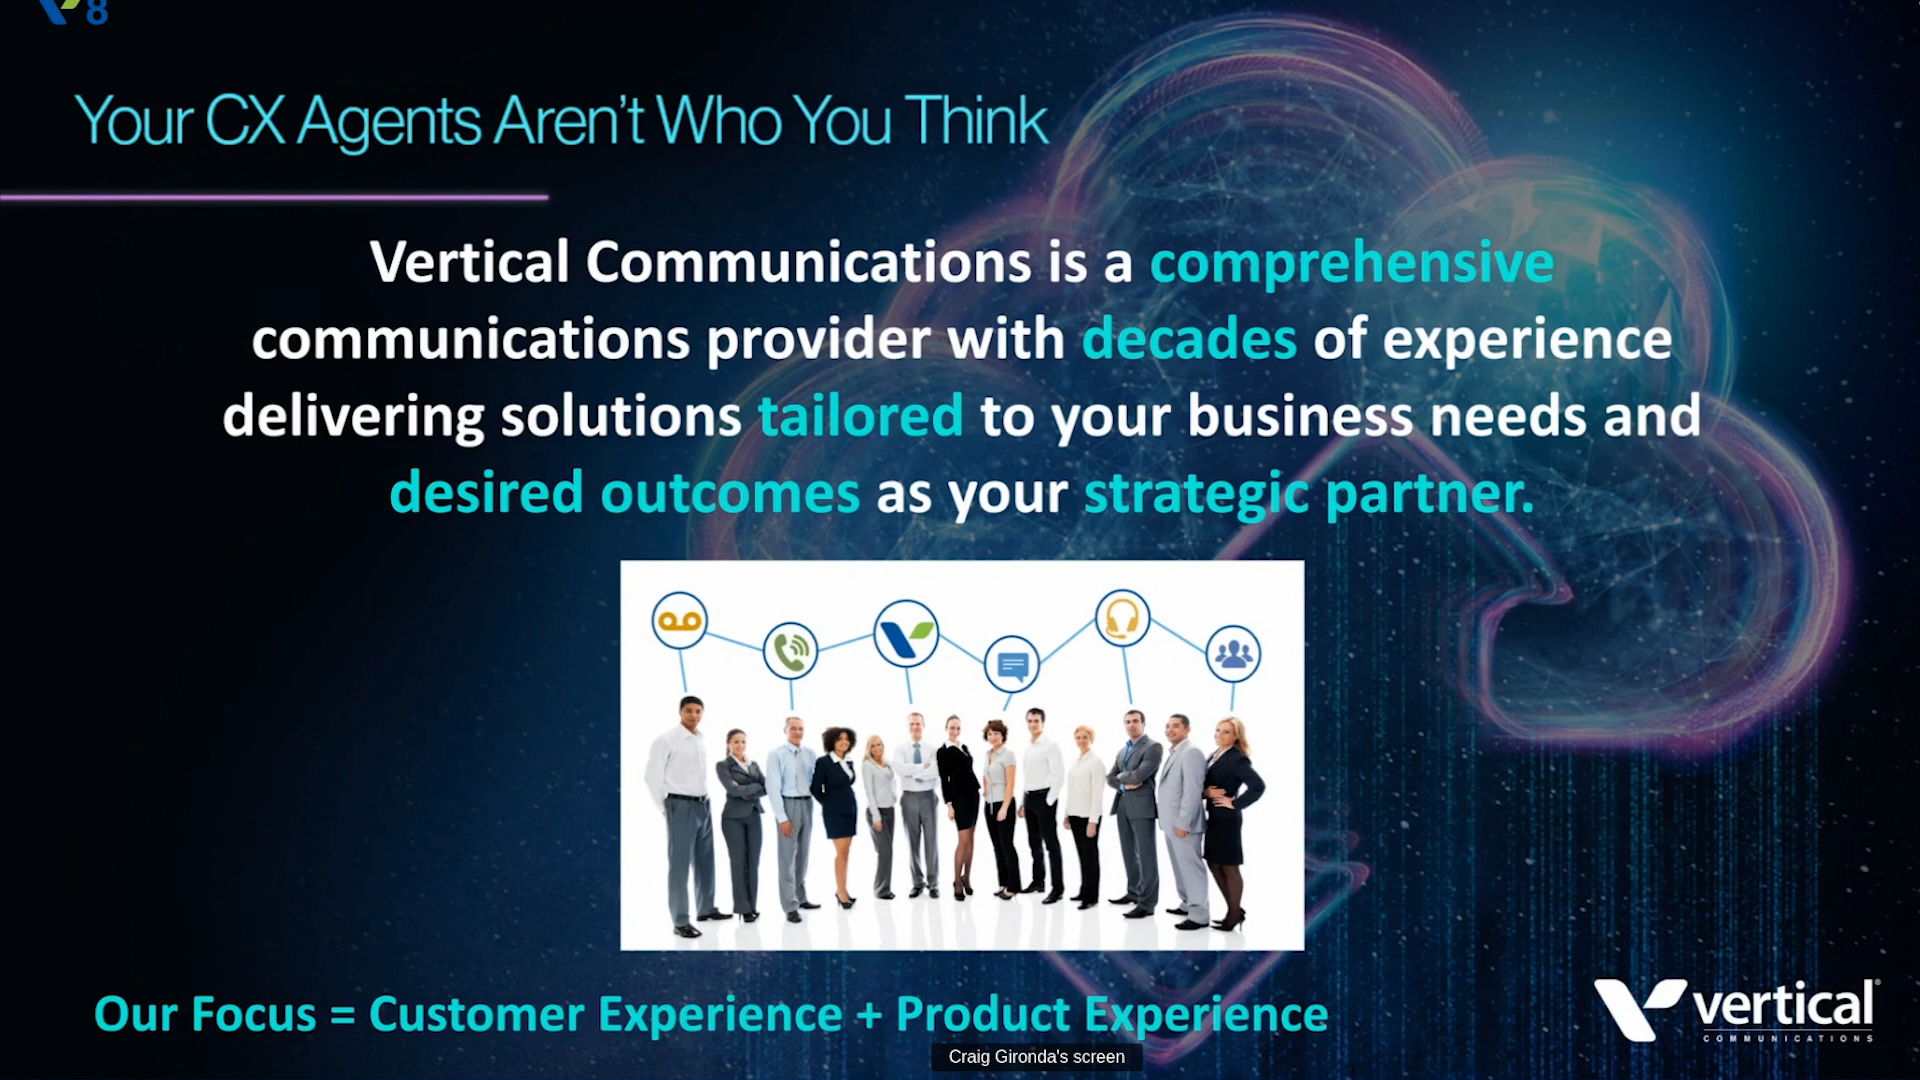 8
Your CX Agents Aren't Who You Think
Vertical Communications is a comprehensive
communications provider with decades of experience
delivering solutions tailored to your business needs and
desired outcomes as your strategic partner.
Our Focus = Customer Experience + Product Experience
vertical®
COMMUNICATIONS
Craig Gironda's screen